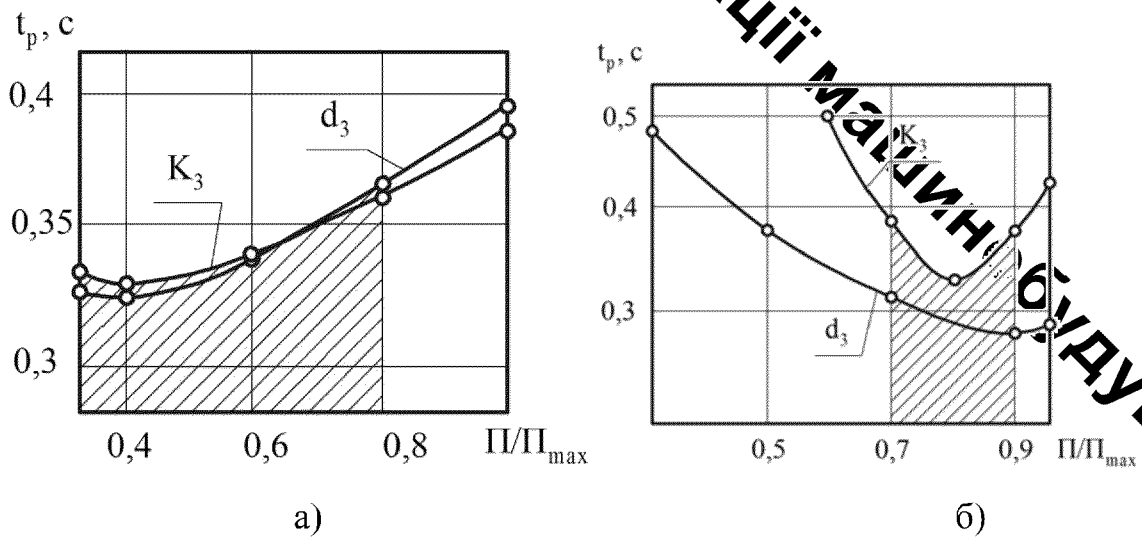 t_p, с
0,4
0,35
0,3
K_3
d_3
0,4 0,6 0,8 П/П_max
а)
t_p, с
0,5
0,4
0,3
K_3
d_3
0,5 0,7 0,9 П/П_max
б)